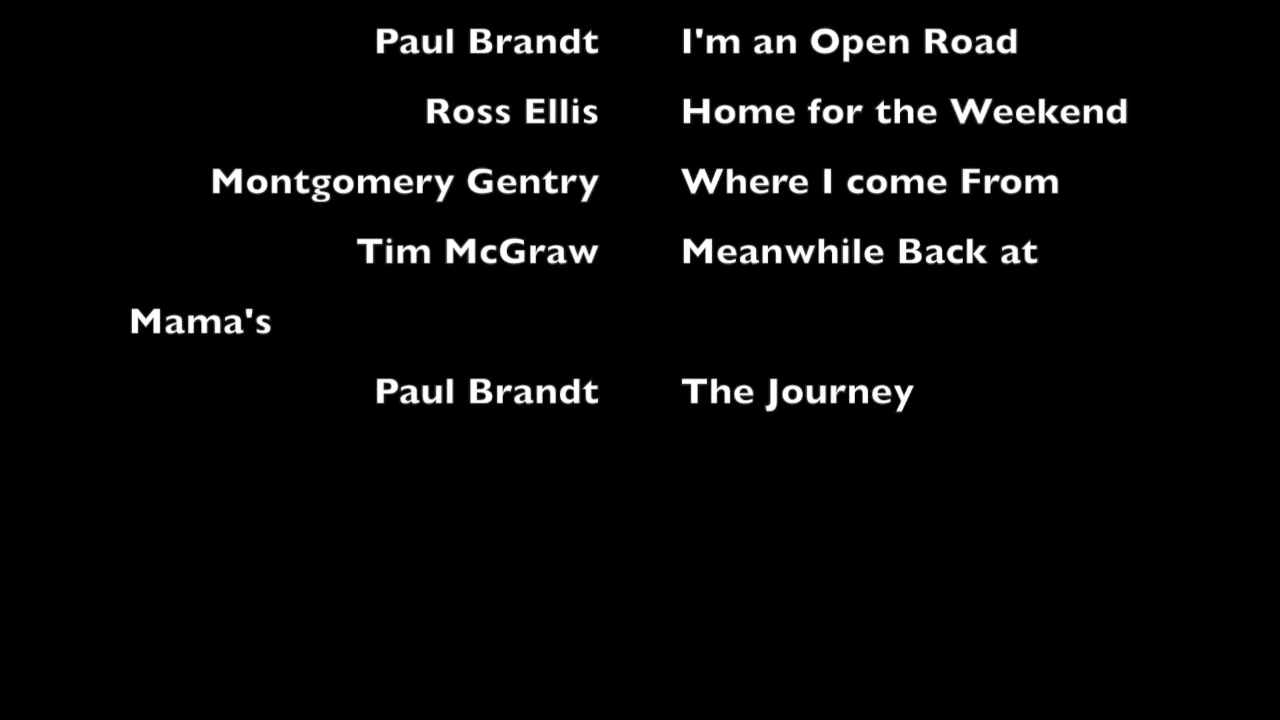 Paul Brandt I'm an Open Road
Ross Ellis Home for the Weekend
Montgomery Gentry Where I come From
Tim McGraw Meanwhile Back at
Mama's
Paul Brandt The Journey